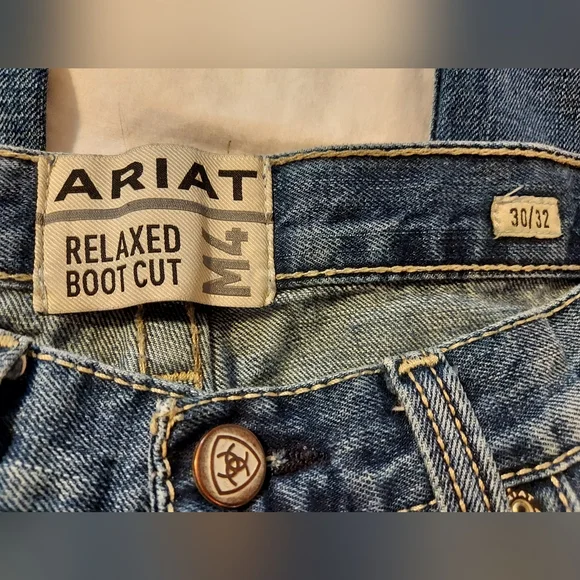 ARIAT
RELAXED
BOOT CUT
M4
30/32